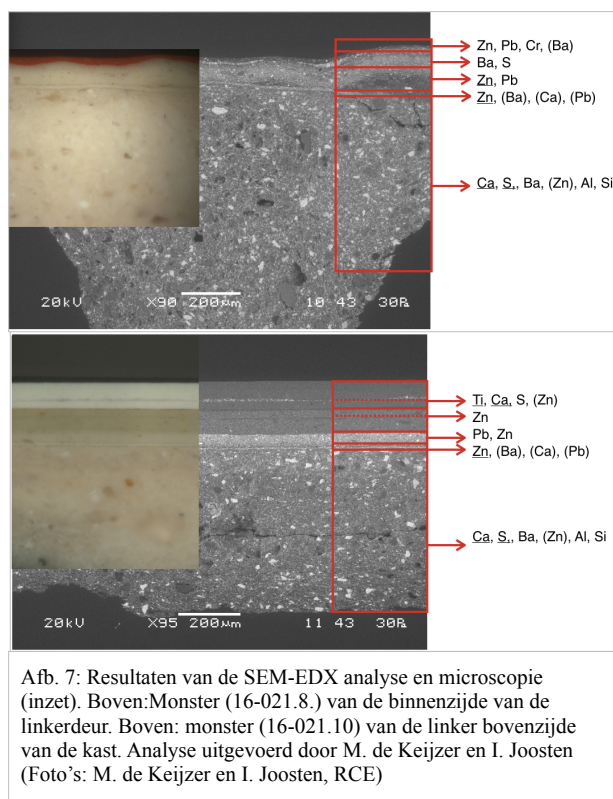 Zn, Pb, Cr, (Ba)
Ba, S
Zn, Pb
Zn, (Ba), (Ca), (Pb)
Ca, S,, Ba, (Zn), Al, Si
20kV X90 200μm 10 43 30Pa
Ti, Ca, S, (Zn)
Zn
Pb, Zn
Zn, (Ba), (Ca), (Pb)
Ca, S,, Ba, (Zn), Al, Si
20kV X95 200μm 11 43 30Pa
Afb. 7: Resultaten van de SEM-EDX analyse en microscopie
(inzet). Boven:Monster (16-021.8.) van de binnenzijde van de
linkerdeur. Boven: monster (16-021.10) van de linker bovenzijde
van de kast. Analyse uitgevoerd door M. de Keijzer en I. Joosten
(Foto's: M. de Keijzer en I. Joosten, RCE)